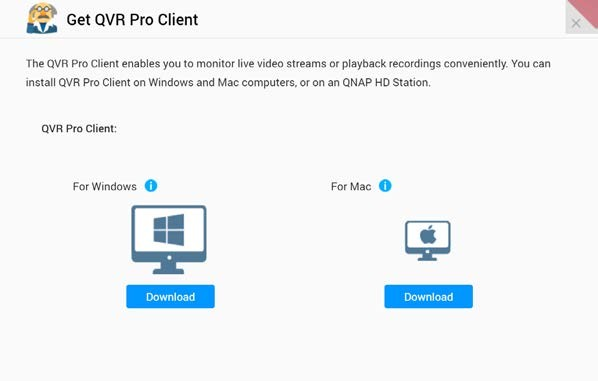 Get QVR Pro Client
The QVR Pro Client enables you to monitor live video streams or playback recordings conveniently. You can
install QVR Pro Client on Windows and Mac computers, or on an QNAP HD Station.
QVR Pro Client:
For Windows
For Mac
Download
Download